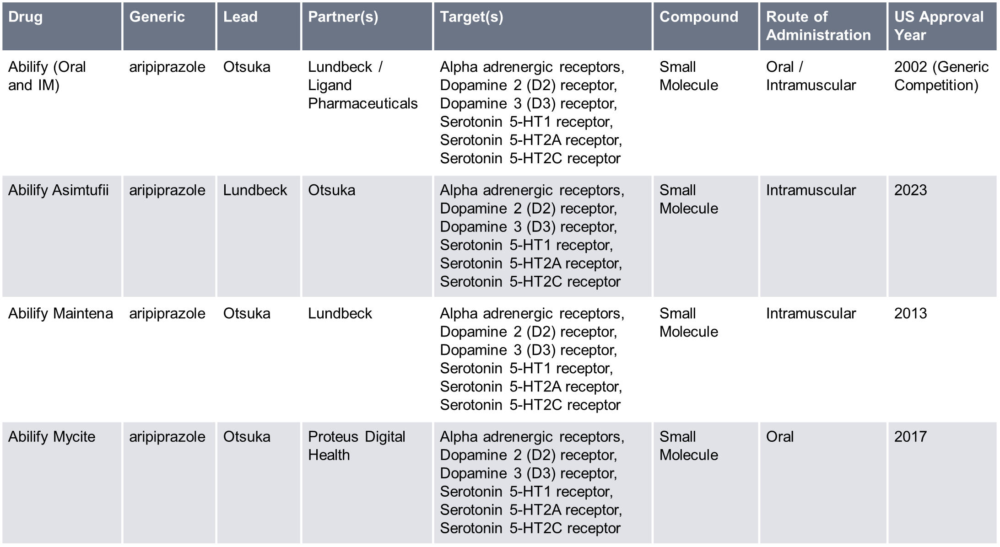 Drug
Generic
Lead
Partner(s)
Target(s)
Compound
Route of
Administration
US Approval
Year
Abilify (Oral
and IM)
aripiprazole
Otsuka
Lundbeck /
Ligand
Pharmaceuticals
Alpha adrenergic receptors,
Dopamine 2 (D2) receptor,
Dopamine 3 (D3) receptor,
Serotonin 5-HT1 receptor,
Serotonin 5-HT2A receptor,
Serotonin 5-HT2C receptor
Small
Molecule
Oral /
Intramuscular
2002 (Generic
Competition)
Abilify Asimtufii
aripiprazole
Lundbeck
Otsuka
Alpha adrenergic receptors,
Dopamine 2 (D2) receptor,
Dopamine 3 (D3) receptor,
Serotonin 5-HT1 receptor,
Serotonin 5-HT2A receptor,
Serotonin 5-HT2C receptor
Small
Molecule
Intramuscular
2023
Abilify Maintena
aripiprazole
Otsuka
Lundbeck
Alpha adrenergic receptors,
Dopamine 2 (D2) receptor,
Dopamine 3 (D3) receptor,
Serotonin 5-HT1 receptor,
Serotonin 5-HT2A receptor,
Serotonin 5-HT2C receptor
Small
Molecule
Intramuscular
2013
Abilify Mycite
aripiprazole
Otsuka
Proteus Digital
Health
Alpha adrenergic receptors,
Dopamine 2 (D2) receptor,
Dopamine 3 (D3) receptor,
Serotonin 5-HT1 receptor,
Serotonin 5-HT2A receptor,
Serotonin 5-HT2C receptor
Small
Molecule
Oral
2017